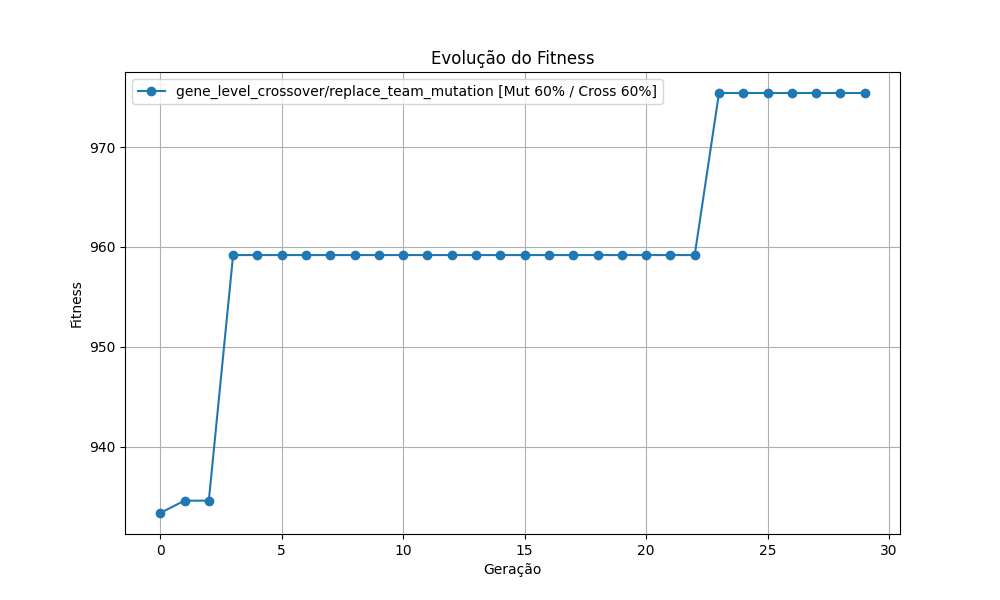 Evolução do Fitness
gene_level_crossover/replace_team_mutation [Mut 60% / Cross 60%]
970
960
950
940
Fitness
0 5 10 15 20 25 30
Geração